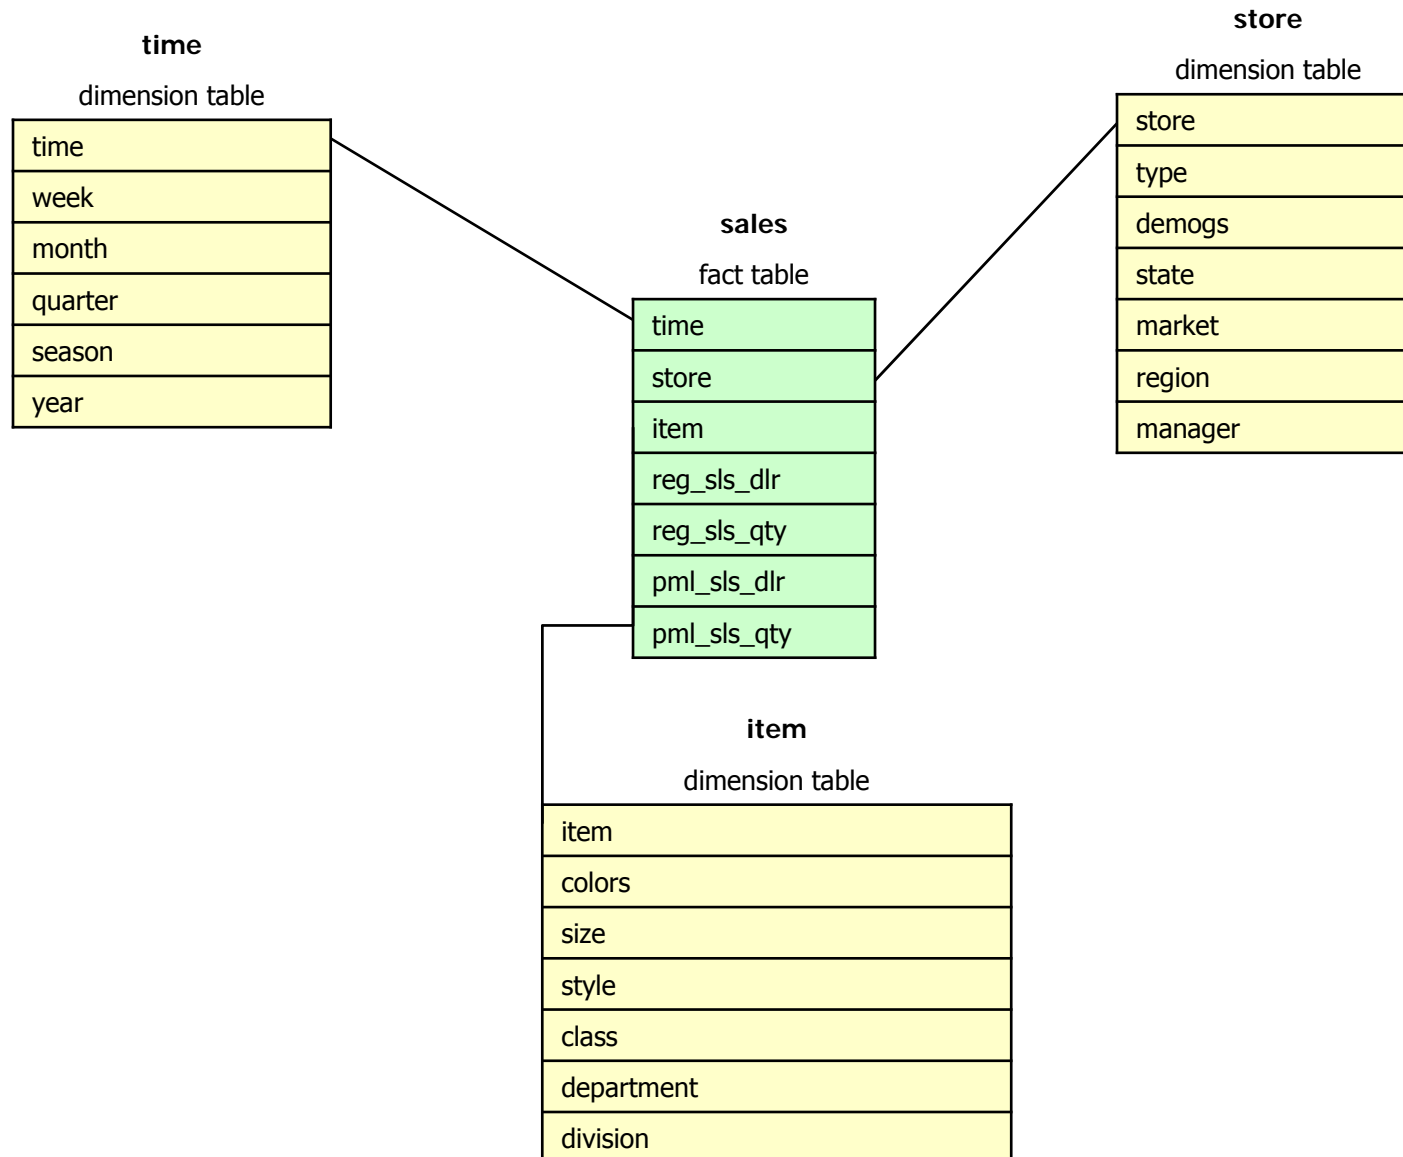 time
dimension table
time
week
month
quarter
season
year
store
dimension table
store
type
demogs
state
market
region
manager
sales
fact table
time
store
item
reg_sls_dlr
reg_sls_qty
pml_sls_dlr
pml_sls_qty
item
dimension table
item
colors
size
style
class
department
division